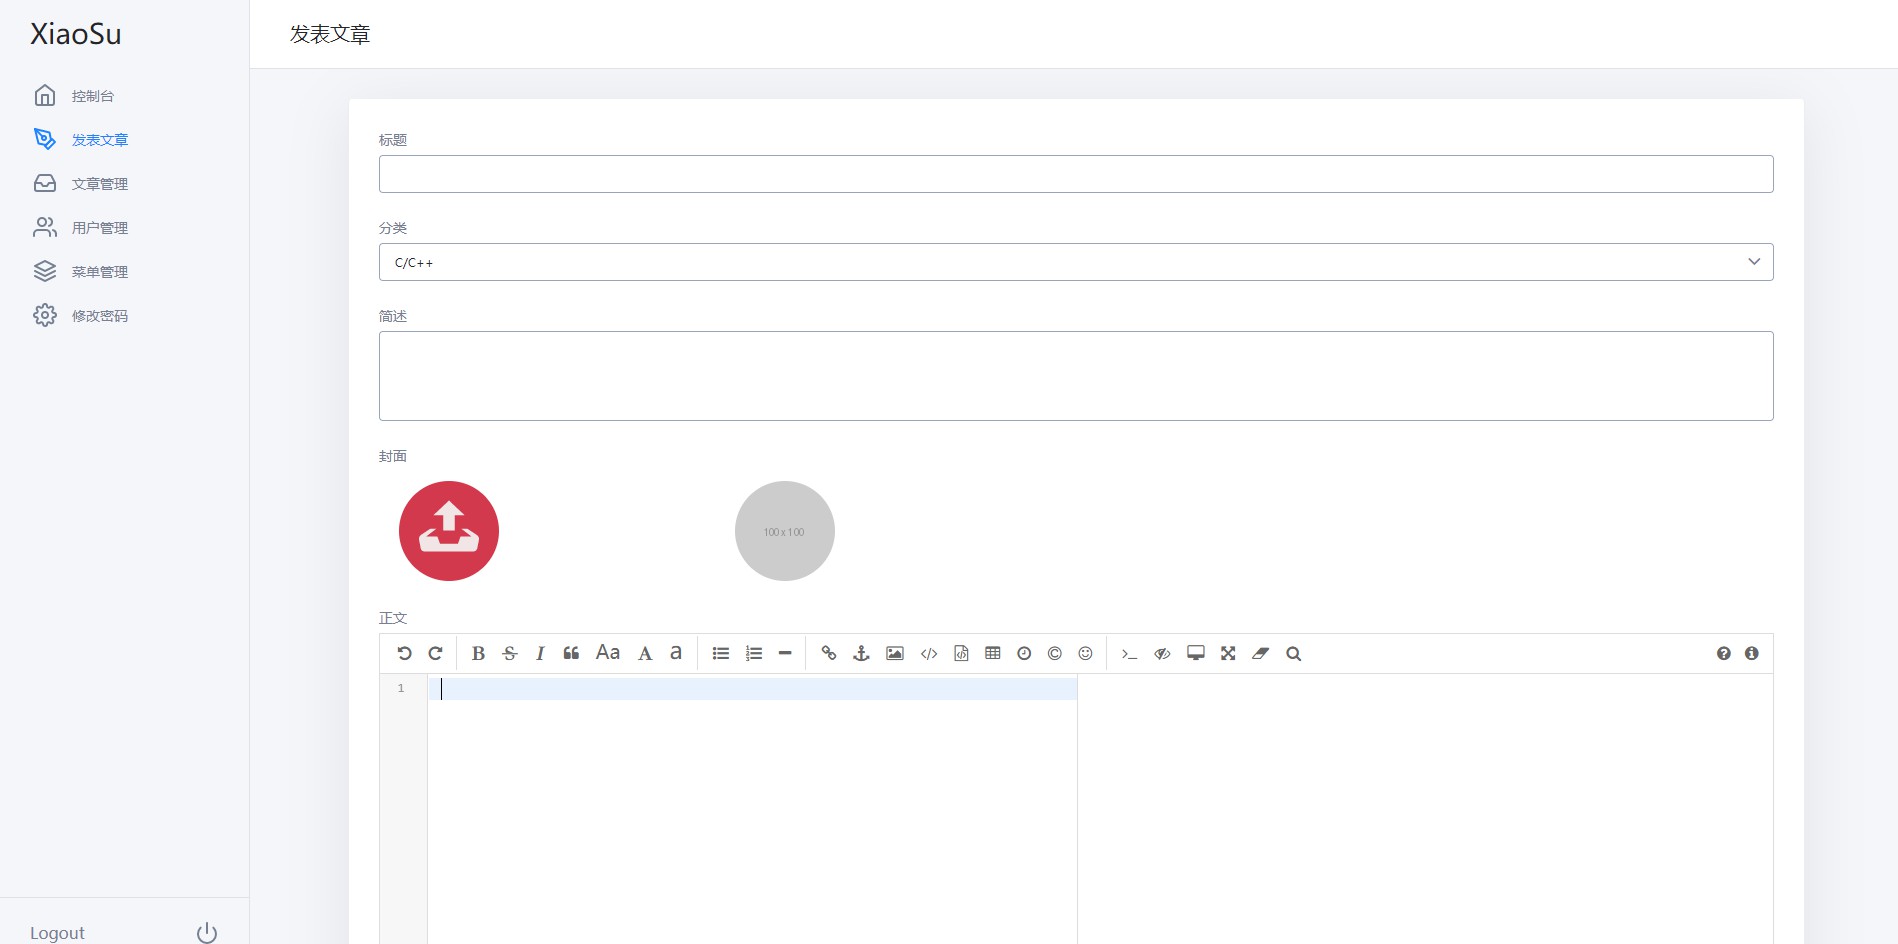 XiaoSu
控制台
发表文章
文章管理
用户管理
菜单管理
修改密码
Logout
发表文章
标题
分类
C/C++
简述
封面
100 x 100
正文
B S I Aa A a
1